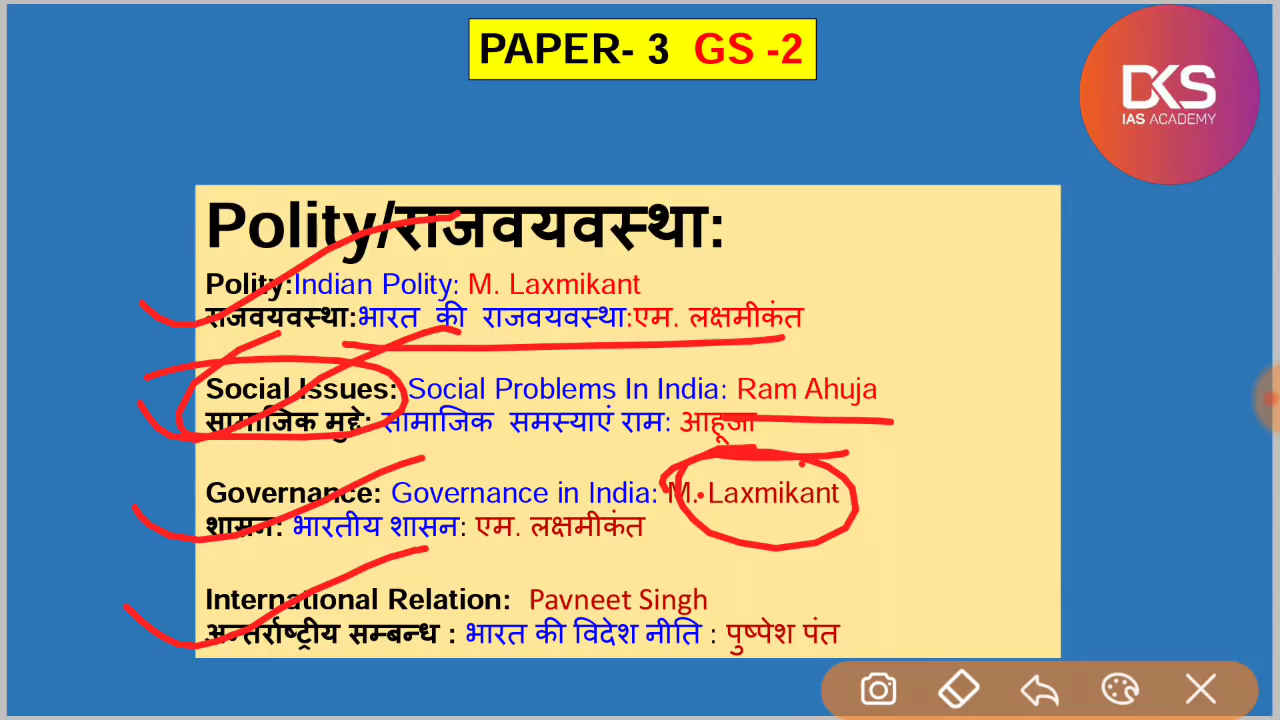 PAPER- 3 GS -2
DKS
IAS ACADEMY
Polity/राजवयवस्था:
Polity:Indian Polity: M. Laxmikant
राजवयवस्था:भारत की राजवयवस्था:एम. लक्षमीकंत
Social Issues: Social Problems In India: Ram Ahuja
सामाजिक मुद्दे: सामाजिक समस्याएं राम: आहूजा
Governance: Governance in India: M. Laxmikant
शासन: भारतीय शासन: एम. लक्षमीकंत
International Relation: Pavneet Singh
अन्तर्राष्ट्रीय सम्बन्ध : भारत की विदेश नीति : पुष्पेश पंत